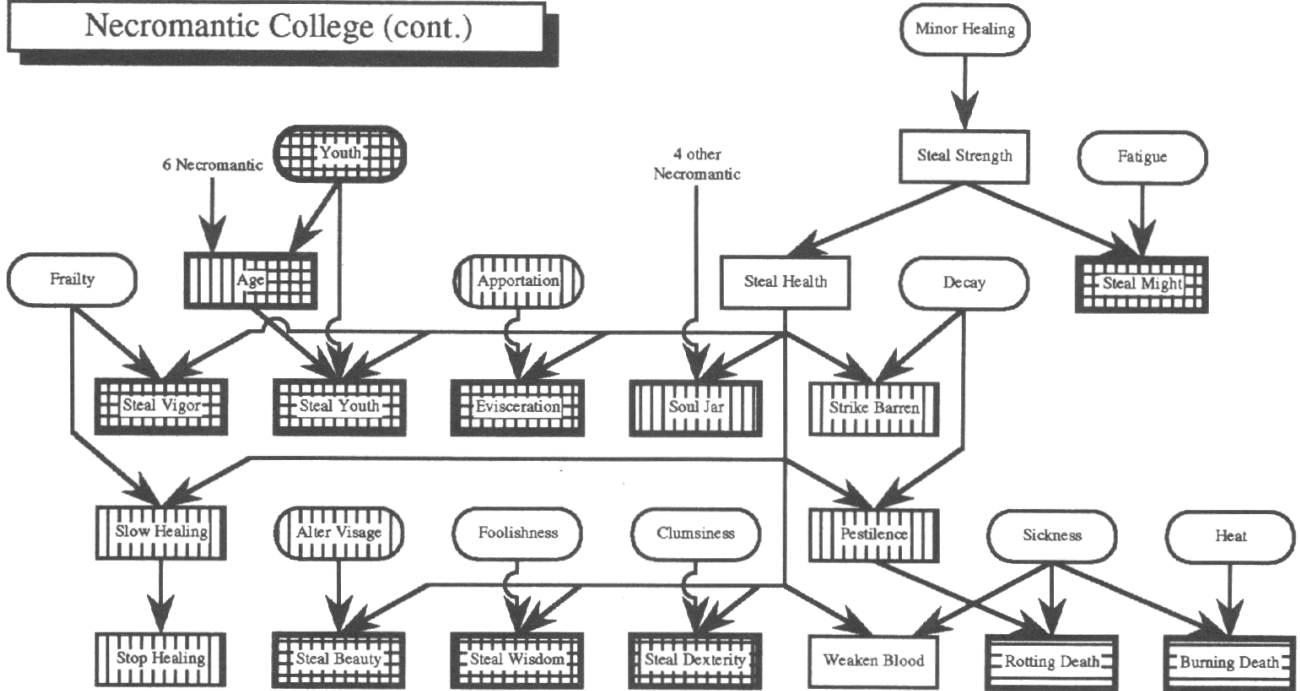 Necromantic College (cont.)
Minor Healing
Youth
6 Necromantic
4 other
Necromantic
Steal Strength
Fatigue
Frailty
Age
Apportation
Steal Health
Decay
Steal Might
Steal Vigor
Steal Youth
Evisceration
Soul Jar
Strike Barren
Slow Healing
Alter Visage
Foolishness
Clumsiness
Pestilence
Sickness
Heat
Stop Healing
Steal Beauty
Steal Wisdom
Steal Dexterity
Weaken Blood
Rotting Death
Burning Death